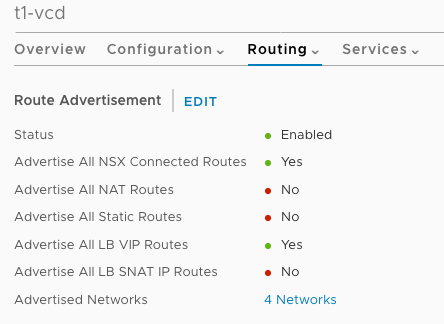 t1-vcd
Overview Configuration Routing Services
Route Advertisement EDIT
Status Enabled
Advertise All NSX Connected Routes Yes
Advertise All NAT Routes No
Advertise All Static Routes No
Advertise All LB VIP Routes Yes
Advertise All LB SNAT IP Routes No
Advertised Networks 4 Networks